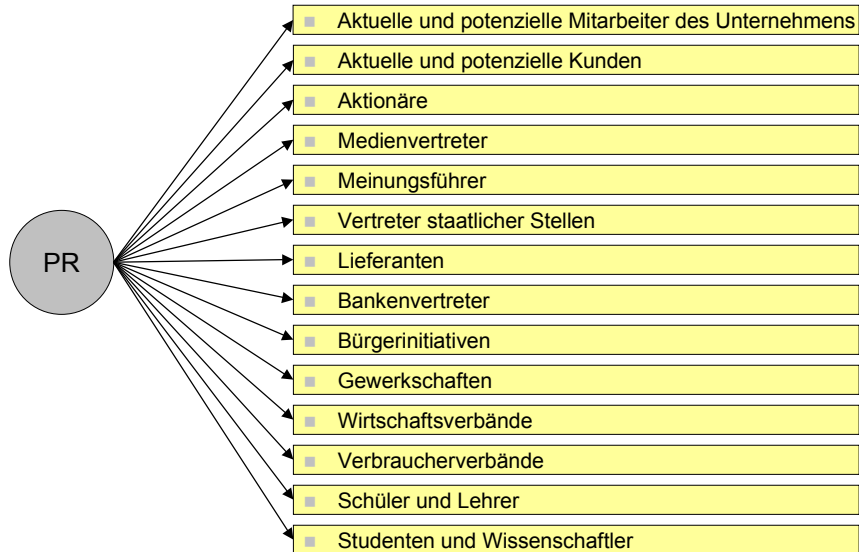 Aktuelle und potenzielle Mitarbeiter des Unternehmens
Aktuelle und potenzielle Kunden
Aktionäre
Medienvertreter
Meinungsführer
Vertreter staatlicher Stellen
PR
Lieferanten
Bankenvertreter
Bürgerinitiativen
Gewerkschaften
Wirtschaftsverbände
Verbraucherverbände
Schüler und Lehrer
Studenten und Wissenschaftler